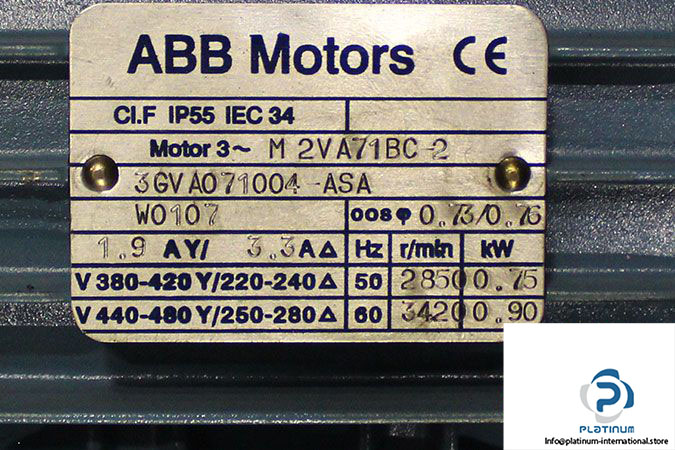 ABB Motors CE
Cl.F IP55 IEC 34
Motor 3~ M 2VA71BC-2
3GVA071004-ASA
W0107 cos φ 0.73/0.76
1.9 A Y/ 3.3 A Δ Hz r/min kW
V 380-420 Y/220-240 Δ 50 2850 0.75
V 440-480 Y/250-280 Δ 60 3420 0.90
PLATINUM
Info@platinum-international.store